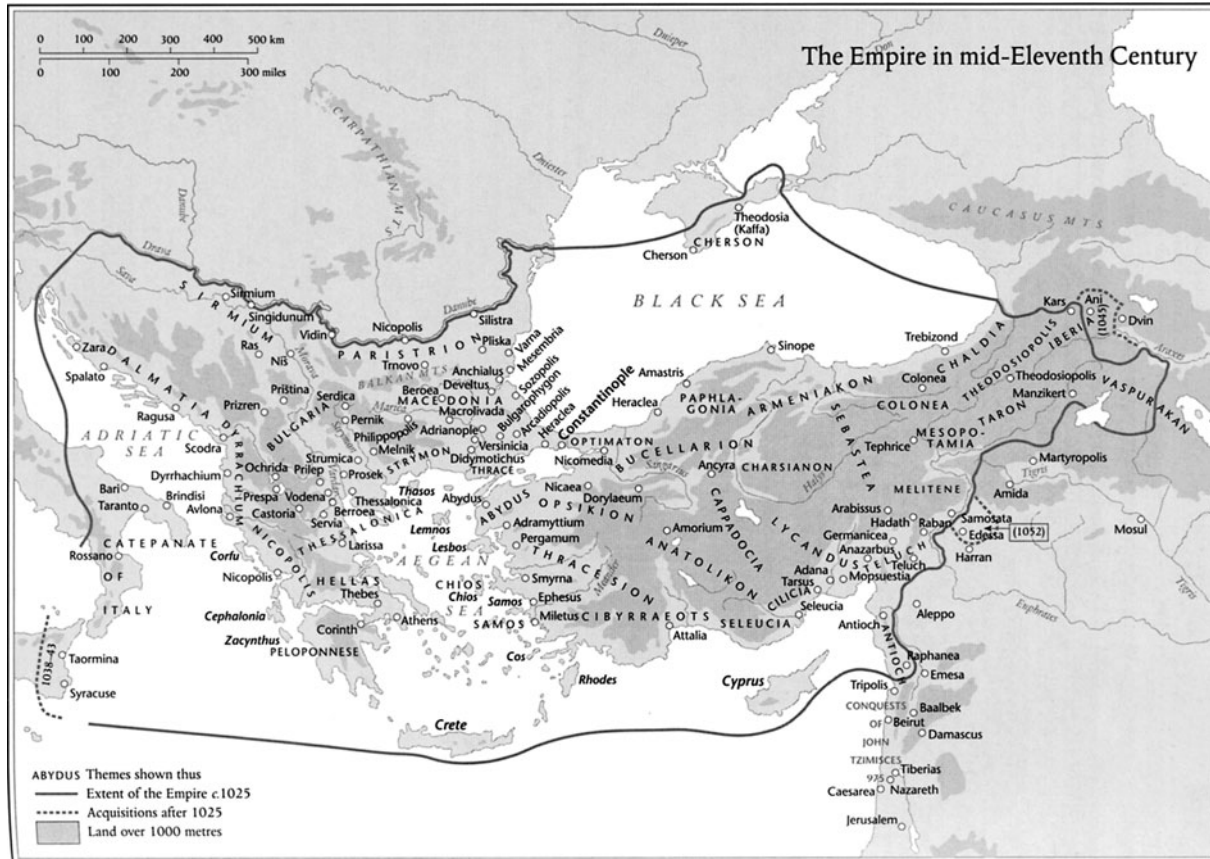 The Empire in mid-Eleventh Century
0 100 200 300 400 500 km
0 100 200 300 miles
Dnieper
Don
Dniester
CARPATHIAN MTS
CAUCASUS MTS
Danube
Drava
Sava
Theodosia
(Kaffa)
CHERSON
Cherson
BLACK SEA
SIRMIUM
Sirmium
Singidunum
Vidin
Nicopolis
Danube
Silistra
Ras
Niš
Morava
PARISTRION
Pliska
Varna
Mesembria
Trnovo
BALKAN MTS
Anchialus
Develtus
Sozopolis
Zara
Spalato
DALMATIA
Ragusa
Priština
Prizren
Serdica
Beroea
MACEDONIA
Macrolivada
Bulgarophygon
Arcadiopolis
Heraclea
Constantinople
BULGARIA
Pernik
Marica
Philippopolis
Adrianople
Versinicia
Melnik
Didymotichus
THRACE
ADRIATIC
SEA
Scodra
DYRRACHIUM
Dyrrhachium
Ochrida
Prilep
Strumica
Prosek
STRYMON
Prespa
Vodena
Thessalonica
Castoria
Berroea
Servia
THESSALONICA
Bari
Brindisi
Taranto
Avlona
CATEPANATE
OF
ITALY
Rossano
Corfu
NICOPOLIS
Nicopolis
Larissa
Thasos
Lemnos
Lesbos
AEGEAN
SEA
HELLAS
Thebes
Cephalonia
Zacynthus
Corinth
Athens
PELOPONNESE
1038–43
Taormina
Syracuse
Crete
Abydus
ABYDUS
OPSIKION
Adramyttium
Pergamum
THRACESION
CHIOS
Chios
Smyrna
Samos
Ephesus
SAMOS
Miletus
Meander
CIBYRRAEOTS
Cos
Rhodes
Attalia
Cyprus
OPTIMATON
Nicomedia
Nicaea
Dorylaeum
Sangarius
BUCELLARION
Heraclea
Amastris
PAPHLA-
GONIA
Sinope
ARMENIAKON
Ancyra
CHARSIANON
Halys
Amorium
ANATOLIKON
CAPPADOCIA
SELEUCIA
Seleucia
CILICIA
Tarsus
Adana
Mopsuestia
Anazarbus
LYCANDUS
TELUCH
Teluch
Germanicea
Hadath
Raban
Arabissus
SEBASTEA
Trebizond
CHALDIA
Colonea
COLONEA
THEODOSIOPOLIS
Theodosiopolis
IBERIA
Kars
Ani
(1045)
Dvin
Araxes
Manzikert
VASPURAKAN
TARON
MESOPO-
TAMIA
Tephrice
MELITENE
Martyropolis
Tigris
Amida
Samosata
Edessa
(1052)
Harran
Mosul
Tigris
Euphrates
Antioch
ANTIOCH
Aleppo
Raphanea
Emesa
Tripolis
CONQUESTS
OF
JOHN
TZIMISCES
975
Baalbek
Beirut
Damascus
Tiberias
Nazareth
Caesarea
Jerusalem
ABYDUS Themes shown thus
Extent of the Empire c.1025
Acquisitions after 1025
Land over 1000 metres